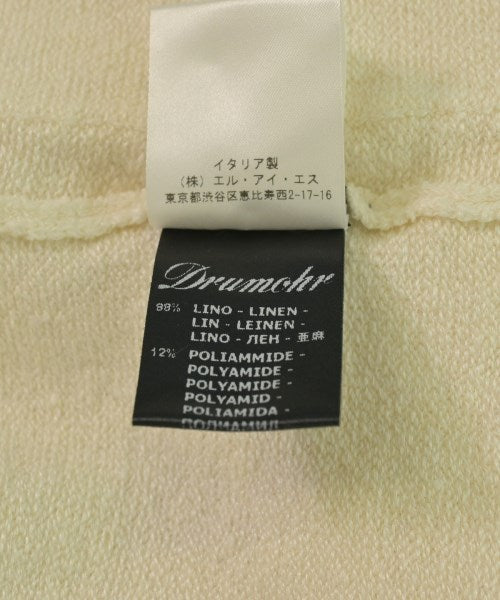 イタリア製
（株）エル・アイ・エス
東京都渋谷区恵比寿西2-17-16
Drumohr
88% LINO - LINEN -
LIN - LEINEN -
LINO - ЛЕН - 亜麻
12% POLIAMMIDE -
POLYAMIDE -
POLYAMIDE -
POLYAMID -
POLIAMIDA -
ПОЛИАМИД